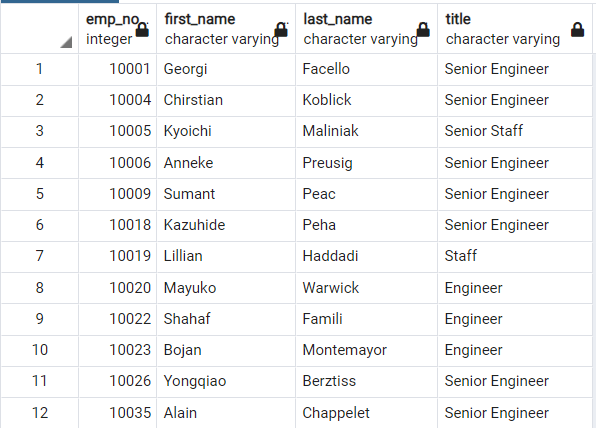 emp_no first_name last_name title
integer character varying character varying character varying
1 10001 Georgi Facello Senior Engineer
2 10004 Chirstian Koblick Senior Engineer
3 10005 Kyoichi Maliniak Senior Staff
4 10006 Anneke Preusig Senior Engineer
5 10009 Sumant Peac Senior Engineer
6 10018 Kazuhide Peha Senior Engineer
7 10019 Lillian Haddadi Staff
8 10020 Mayuko Warwick Engineer
9 10022 Shahaf Famili Engineer
10 10023 Bojan Montemayor Engineer
11 10026 Yongqiao Berztiss Senior Engineer
12 10035 Alain Chappelet Senior Engineer